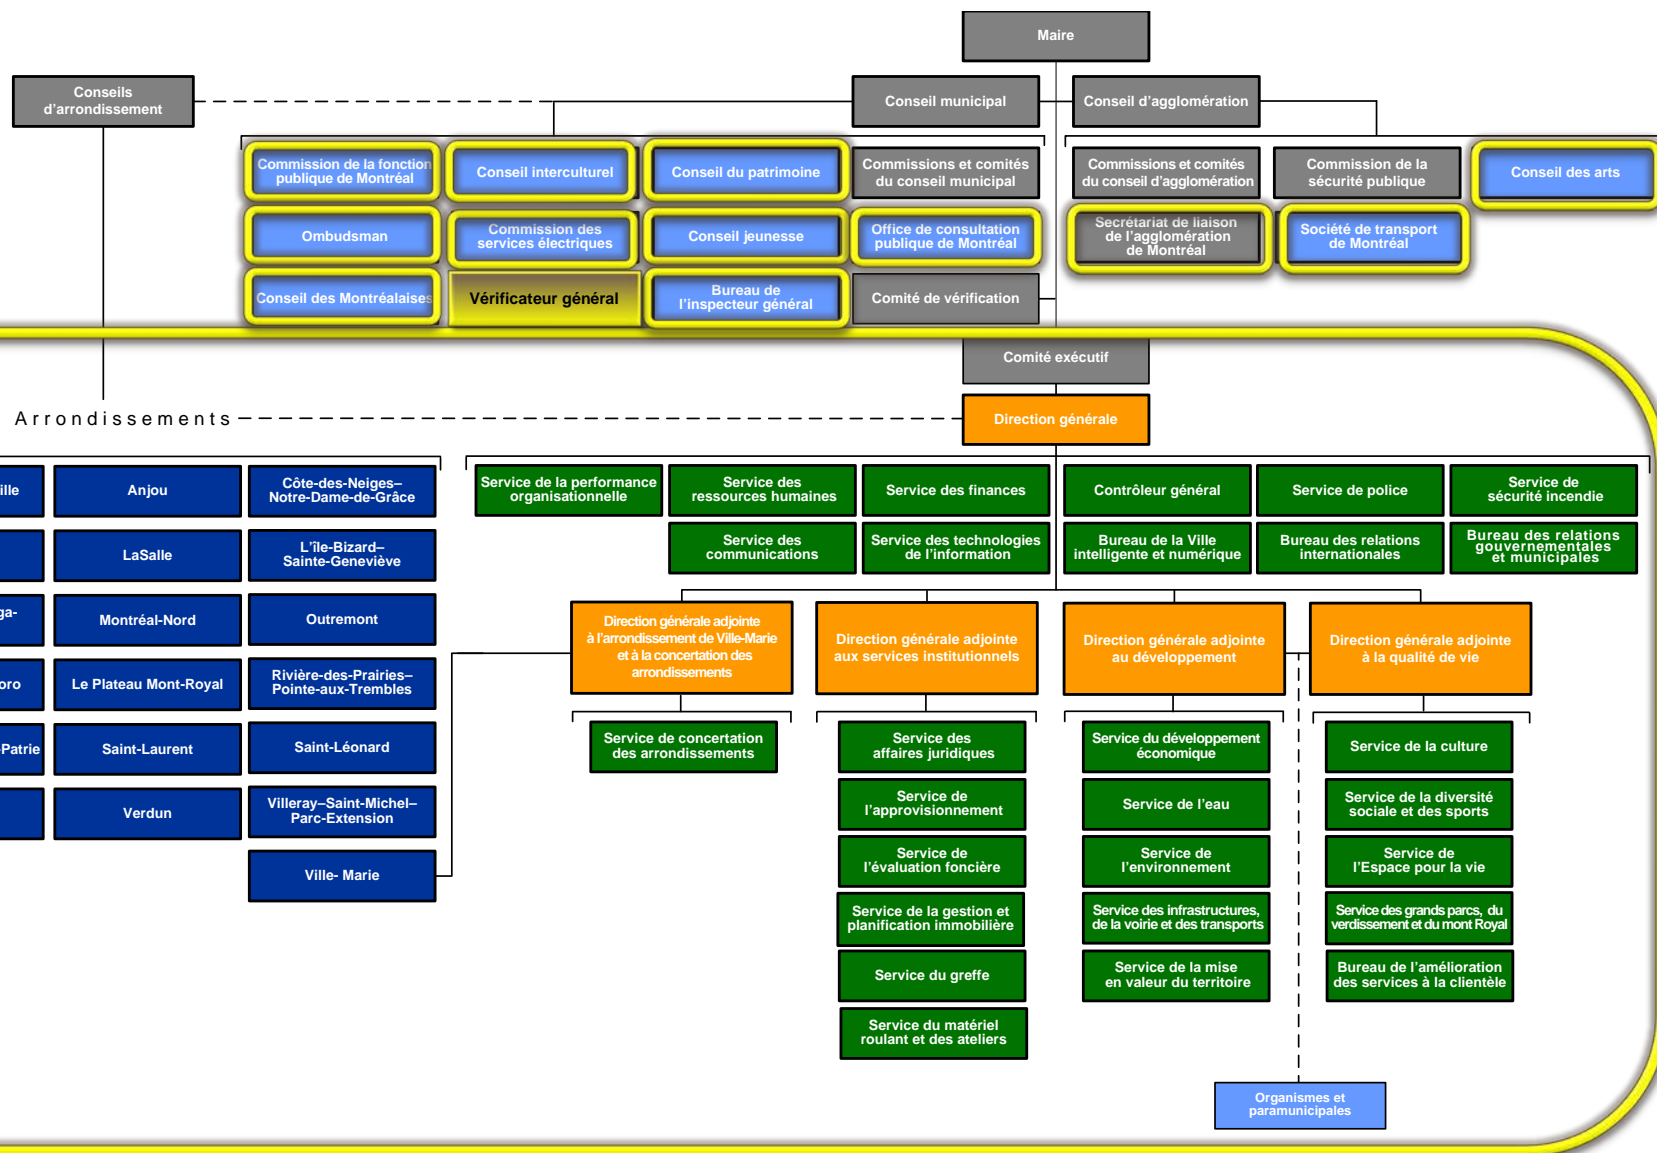 Maire
Conseils
d'arrondissement
Conseil municipal
Conseil d'agglomération
Commission de la fonction
publique de Montréal
Conseil interculturel
Conseil du patrimoine
Commissions et comités
du conseil municipal
Commissions et comités
du conseil d'agglomération
Commission de la
sécurité publique
Conseil des arts
Ombudsman
Commission des
services électriques
Conseil jeunesse
Office de consultation
publique de Montréal
Secrétariat de liaison
de l'agglomération
de Montréal
Société de transport
de Montréal
Conseil des Montréalaises
Vérificateur général
Bureau de
l'inspecteur général
Comité de vérification
Comité exécutif
Arrondissements
Direction générale
ille
Anjou
Côte-des-Neiges–
Notre-Dame-de-Grâce
LaSalle
L'île-Bizard–
Sainte-Geneviève
ga-
Montréal-Nord
Outremont
oro
Le Plateau Mont-Royal
Rivière-des-Prairies–
Pointe-aux-Trembles
-Patrie
Saint-Laurent
Saint-Léonard
Verdun
Villeray–Saint-Michel–
Parc-Extension
Ville- Marie
Service de la performance
organisationnelle
Service des
ressources humaines
Service des finances
Contrôleur général
Service de police
Service de
sécurité incendie
Service des
communications
Service des technologies
de l'information
Bureau de la Ville
intelligente et numérique
Bureau des relations
internationales
Bureau des relations
gouvernementales
et municipales
Direction générale adjointe
à l'arrondissement de Ville-Marie
et à la concertation des
arrondissements
Direction générale adjointe
aux services institutionnels
Direction générale adjointe
au développement
Direction générale adjointe
à la qualité de vie
Service de concertation
des arrondissements
Service des
affaires juridiques
Service de
l'approvisionnement
Service de
l'évaluation foncière
Service de la gestion et
planification immobilière
Service du greffe
Service du matériel
roulant et des ateliers
Service du développement
économique
Service de l'eau
Service de
l'environnement
Service des infrastructures,
de la voirie et des transports
Service de la mise
en valeur du territoire
Service de la culture
Service de la diversité
sociale et des sports
Service de
l'Espace pour la vie
Service des grands parcs, du
verdissement et du mont Royal
Bureau de l'amélioration
des services à la clientèle
Organismes et
paramunicipales